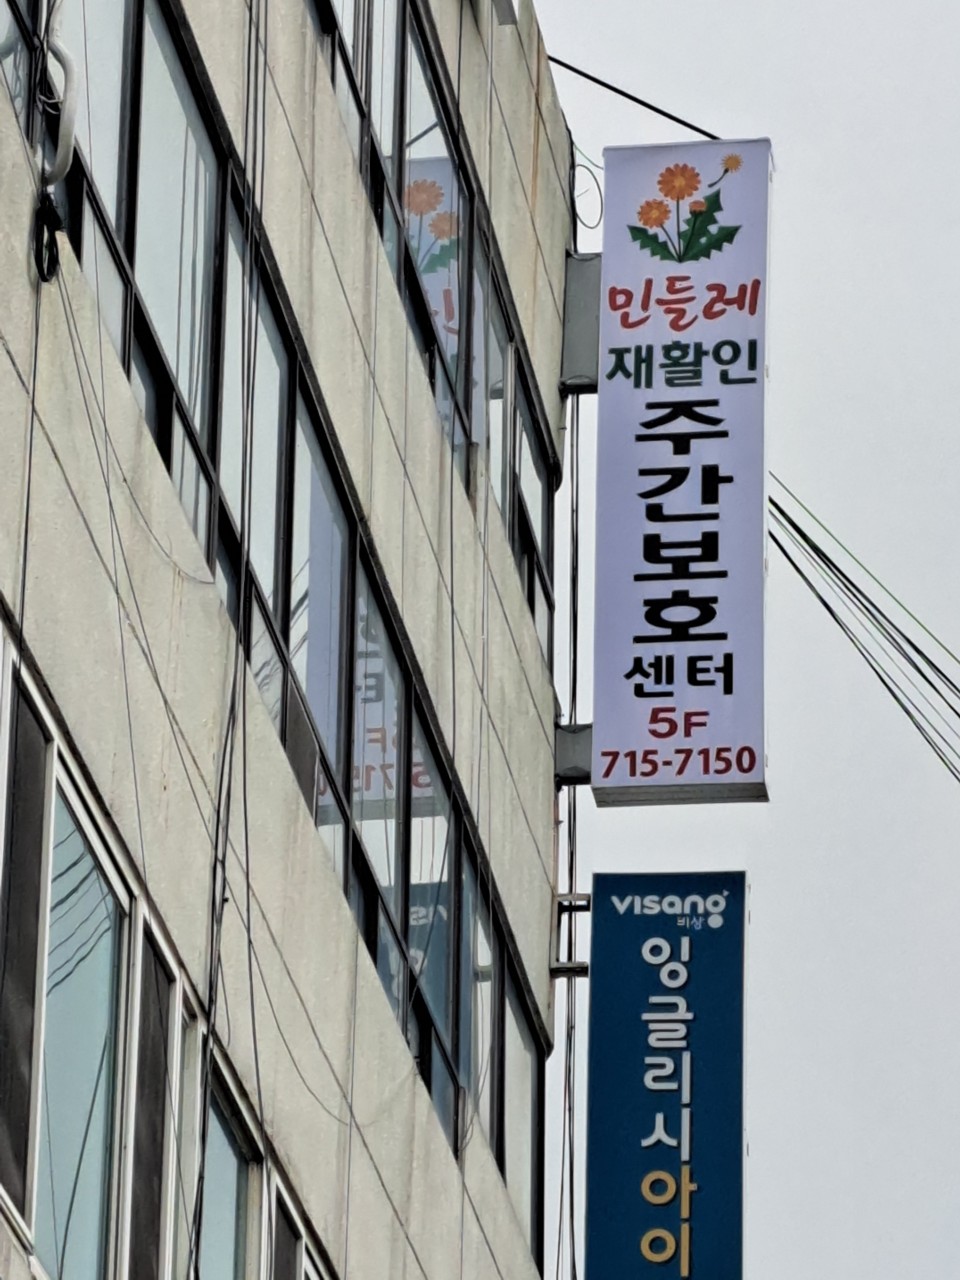 민들레
재활인
주간보호
센터
5F
715-7150
visang
비상
잉글리시아이